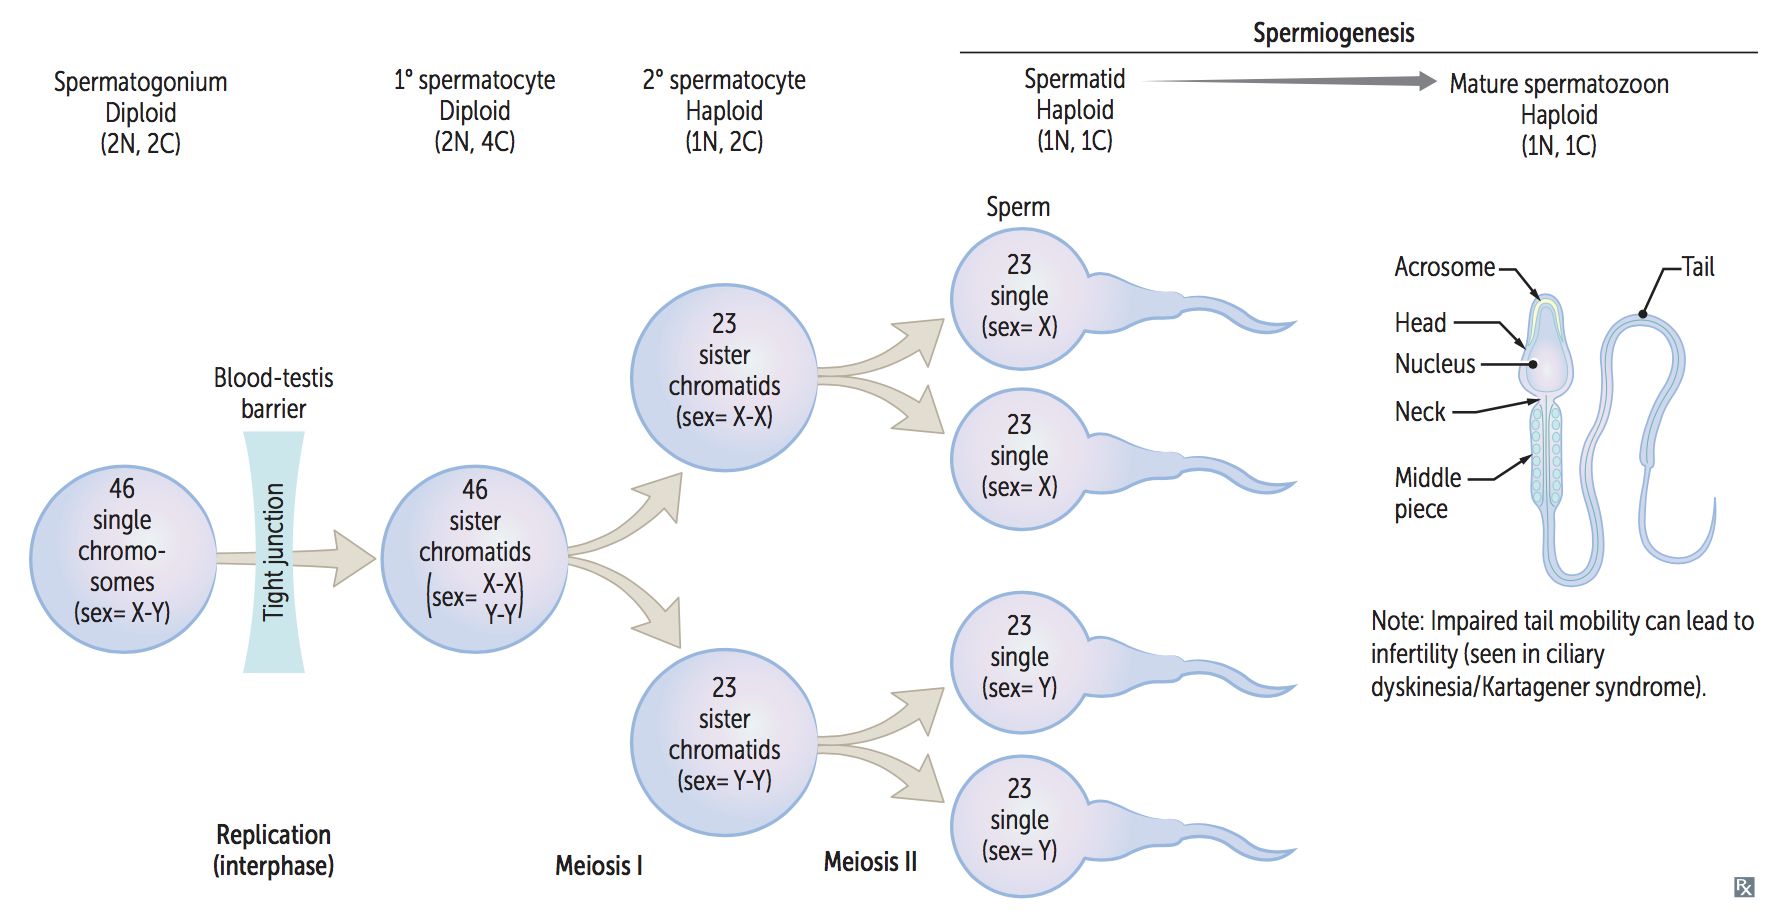 Spermiogenesis
Spermatogonium
Diploid
(2N, 2C)
1° spermatocyte
Diploid
(2N, 4C)
2° spermatocyte
Haploid
(1N, 2C)
Spermatid
Haploid
(1N, 1C)
Mature spermatozoon
Haploid
(1N, 1C)
Blood-testis
barrier
Tight junction
46
single
chromo-
somes
(sex= X-Y)
46
sister
chromatids
(sex= X-X
Y-Y)
23
sister
chromatids
(sex= X-X)
23
sister
chromatids
(sex= Y-Y)
Sperm
23
single
(sex= X)
23
single
(sex= X)
23
single
(sex= Y)
23
single
(sex= Y)
Acrosome
Head
Nucleus
Neck
Middle
piece
Tail
Note: Impaired tail mobility can lead to
infertility (seen in ciliary
dyskinesia/Kartagener syndrome).
Replication
(interphase)
Meiosis I
Meiosis II
Rx